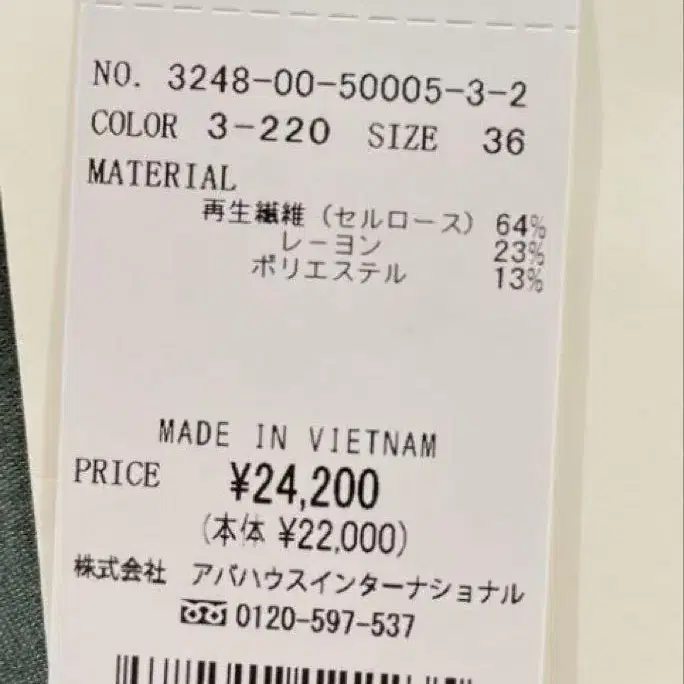 NO. 3248-00-50005-3-2
COLOR 3-220 SIZE 36
MATERIAL
再生繊維 (セルロース) 64%
レーヨン 23%
ポリエステル 13%
MADE IN VIETNAM
PRICE ¥24,200
(本体 ¥22,000)
株式会社 アバハウスインターナショナル
0120-597-537